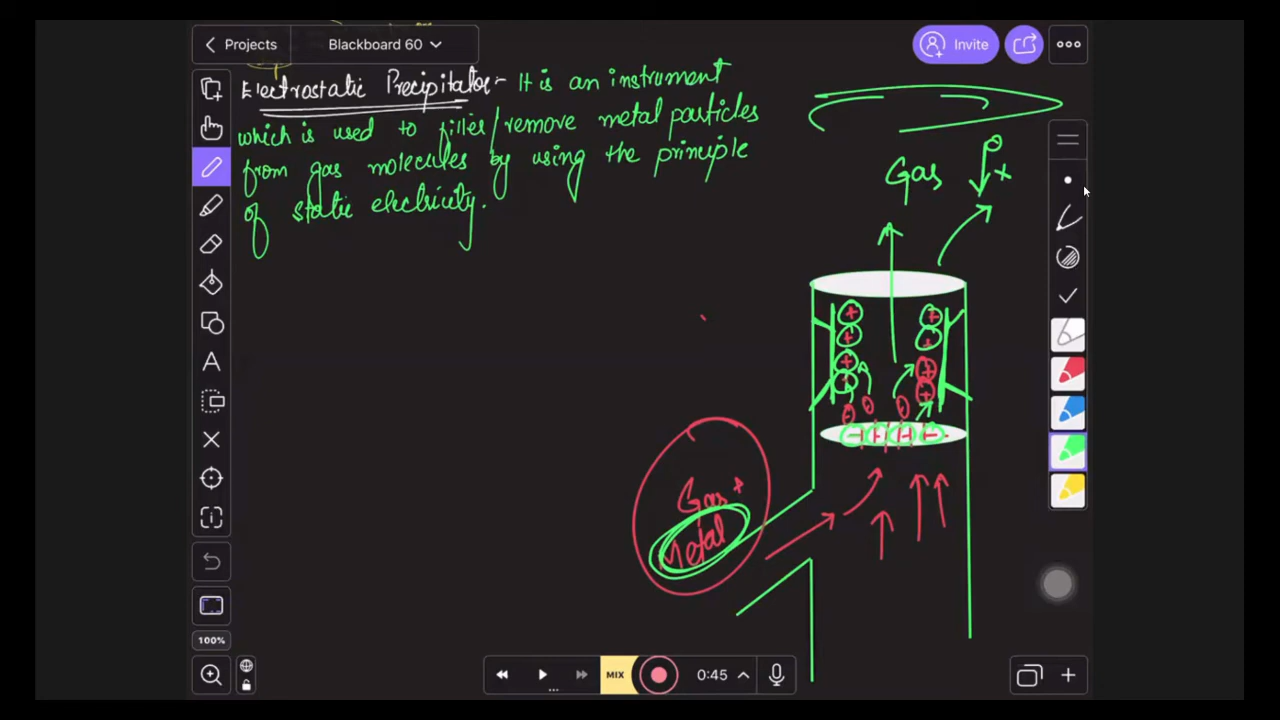 Projects
Blackboard 60
Invite
Electrostatic Precipitator:- It is an instrument
which is used to filter/remove metal particles
from gas molecules by using the principle
of static electricity.
Gas
Gas +
Metal
A
100%
MIX
0:45